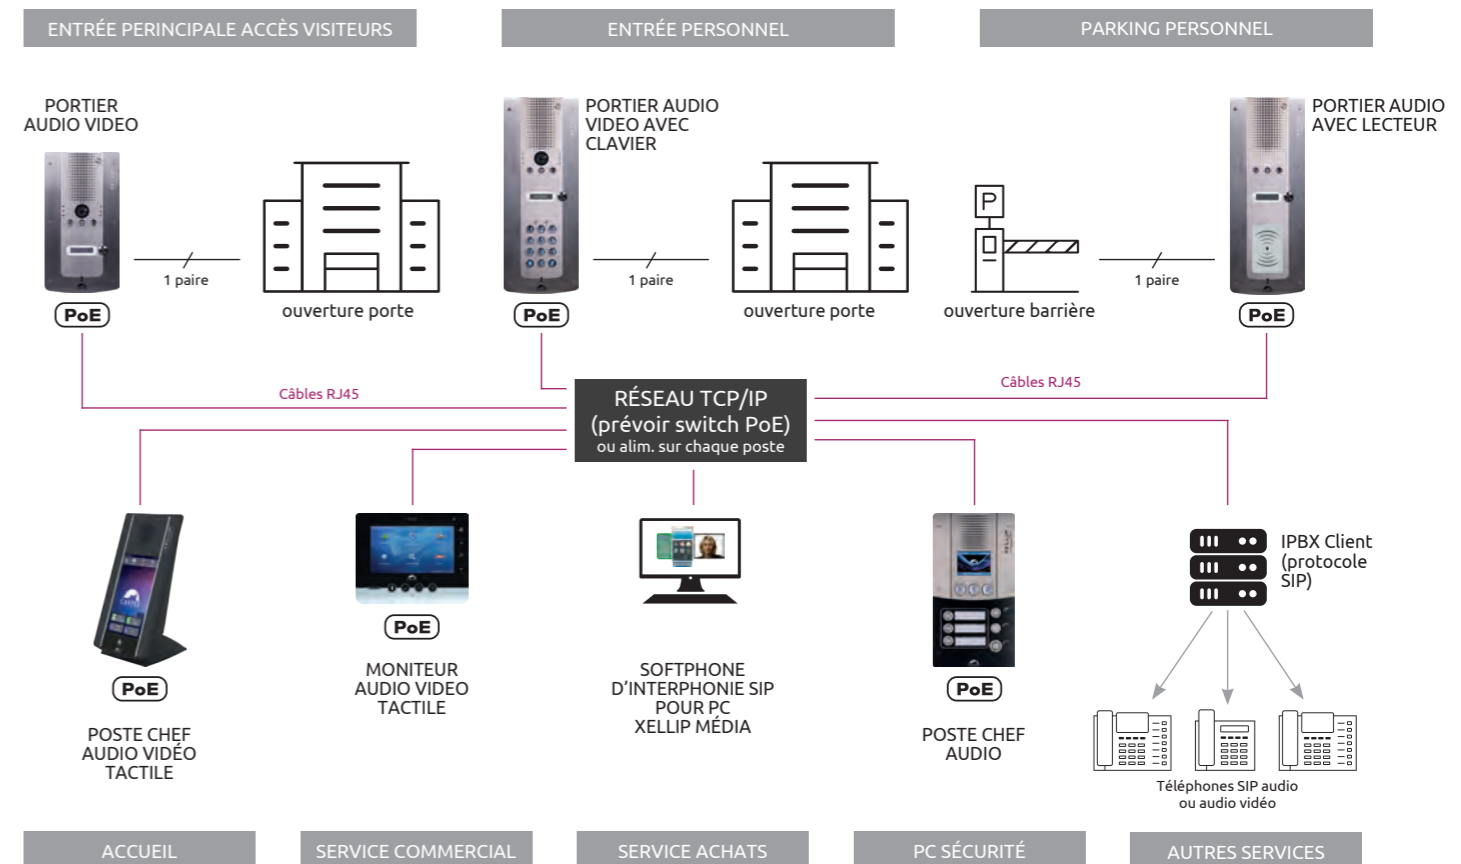 ENTRÉE PERINCIPALE ACCÈS VISITEURS
ENTRÉE PERSONNEL
PARKING PERSONNEL
PORTIER
AUDIO VIDEO
PORTIER AUDIO
VIDEO AVEC
CLAVIER
PORTIER AUDIO
AVEC LECTEUR
P
1 paire
1 paire
1 paire
ouverture porte
ouverture porte
ouverture barrière
PoE
PoE
PoE
Câbles RJ45
Câbles RJ45
RÉSEAU TCP/IP
(prévoir switch PoE)
ou alim. sur chaque poste
IPBX Client
(protocole
SIP)
PoE
PoE
PoE
POSTE CHEF
AUDIO VIDÉO
TACTILE
MONITEUR
AUDIO VIDEO
TACTILE
SOFTPHONE
D'INTERPHONIE SIP
POUR PC
XELLIP MÉDIA
POSTE CHEF
AUDIO
Téléphones SIP audio
ou audio vidéo
ACCUEIL
SERVICE COMMERCIAL
SERVICE ACHATS
PC SÉCURITÉ
AUTRES SERVICES